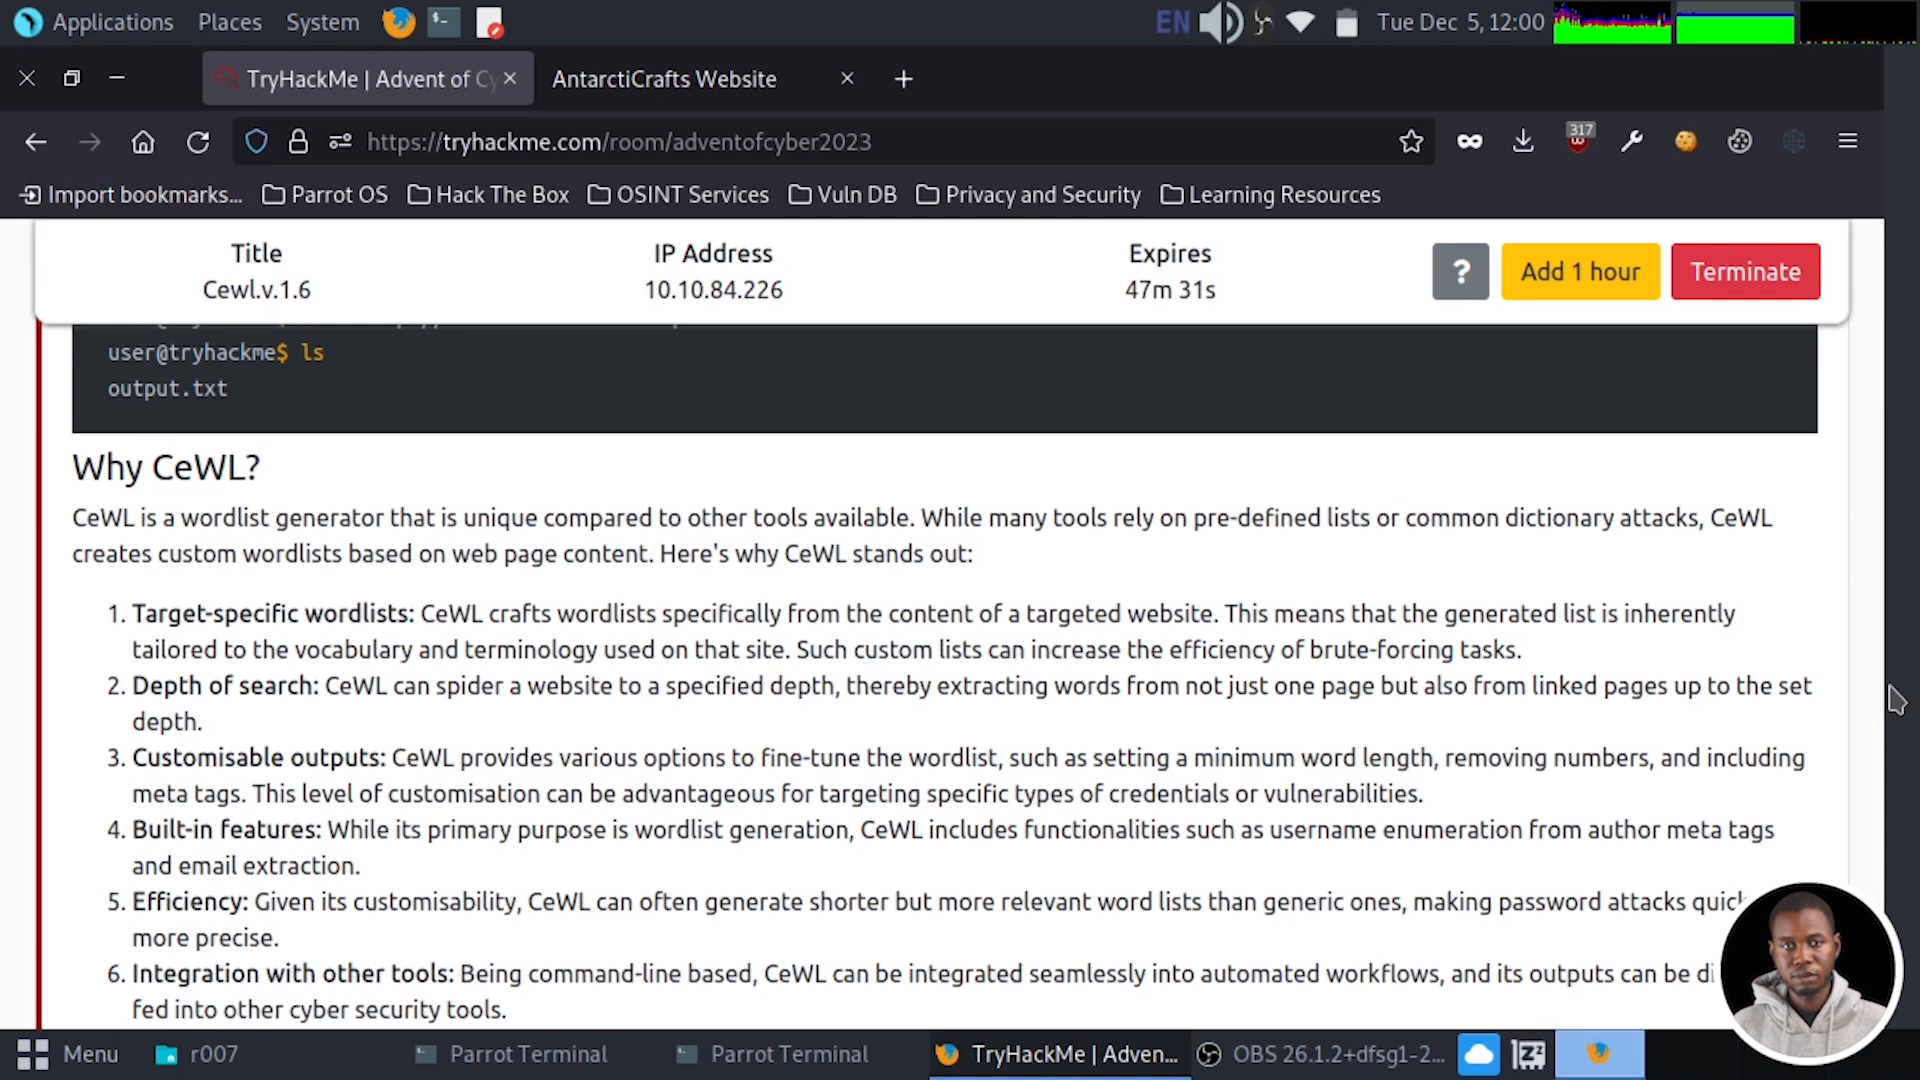 Applications Places System EN Tue Dec 5, 12:00
TryHackMe | Advent of Cy AntarctiCrafts Website
https://tryhackme.com/room/adventofcyber2023 317
Import bookmarks... Parrot OS Hack The Box OSINT Services Vuln DB Privacy and Security Learning Resources
Title IP Address Expires
Cewl.v.1.6 10.10.84.226 47m 31s ? Add 1 hour Terminate
user@tryhackme$ ls
output.txt
Why CeWL?
CeWL is a wordlist generator that is unique compared to other tools available. While many tools rely on pre-defined lists or common dictionary attacks, CeWL
creates custom wordlists based on web page content. Here's why CeWL stands out:
1. Target-specific wordlists: CeWL crafts wordlists specifically from the content of a targeted website. This means that the generated list is inherently
tailored to the vocabulary and terminology used on that site. Such custom lists can increase the efficiency of brute-forcing tasks.
2. Depth of search: CeWL can spider a website to a specified depth, thereby extracting words from not just one page but also from linked pages up to the set
depth.
3. Customisable outputs: CeWL provides various options to fine-tune the wordlist, such as setting a minimum word length, removing numbers, and including
meta tags. This level of customisation can be advantageous for targeting specific types of credentials or vulnerabilities.
4. Built-in features: While its primary purpose is wordlist generation, CeWL includes functionalities such as username enumeration from author meta tags
and email extraction.
5. Efficiency: Given its customisability, CeWL can often generate shorter but more relevant word lists than generic ones, making password attacks quick
more precise.
6. Integration with other tools: Being command-line based, CeWL can be integrated seamlessly into automated workflows, and its outputs can be di
fed into other cyber security tools.
Menu r007 Parrot Terminal Parrot Terminal TryHackMe | Adven... OBS 26.1.2+dfsg1-2...